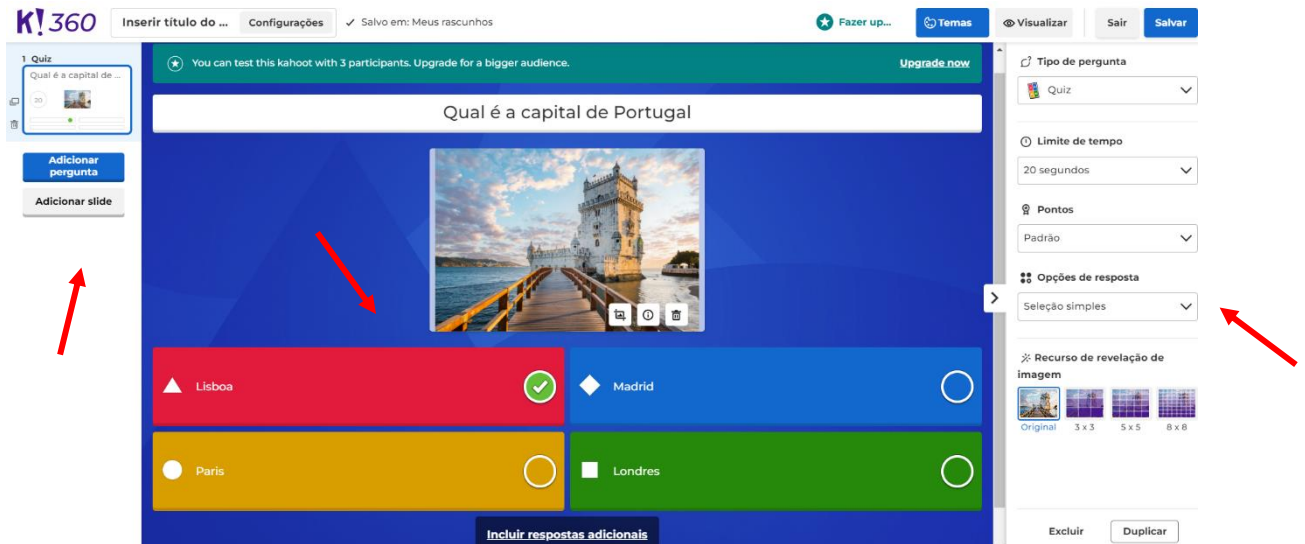 K! 360
Inserir título do ...
Configurações
✓ Salvo em: Meus rascunhos
Fazer up...
Temas
Visualizar
Sair
Salvar
1 Quiz
Qual é a capital de ...
20
Adicionar
pergunta
Adicionar slide
You can test this kahoot with 3 participants. Upgrade for a bigger audience.
Upgrade now
Qual é a capital de Portugal
Lisboa
Madrid
Paris
Londres
Incluir respostas adicionais
Tipo de pergunta
Quiz
Limite de tempo
20 segundos
Pontos
Padrão
Opções de resposta
Seleção simples
Recurso de revelação de
imagem
Original
3 x 3
5 x 5
8 x 8
Excluir
Duplicar